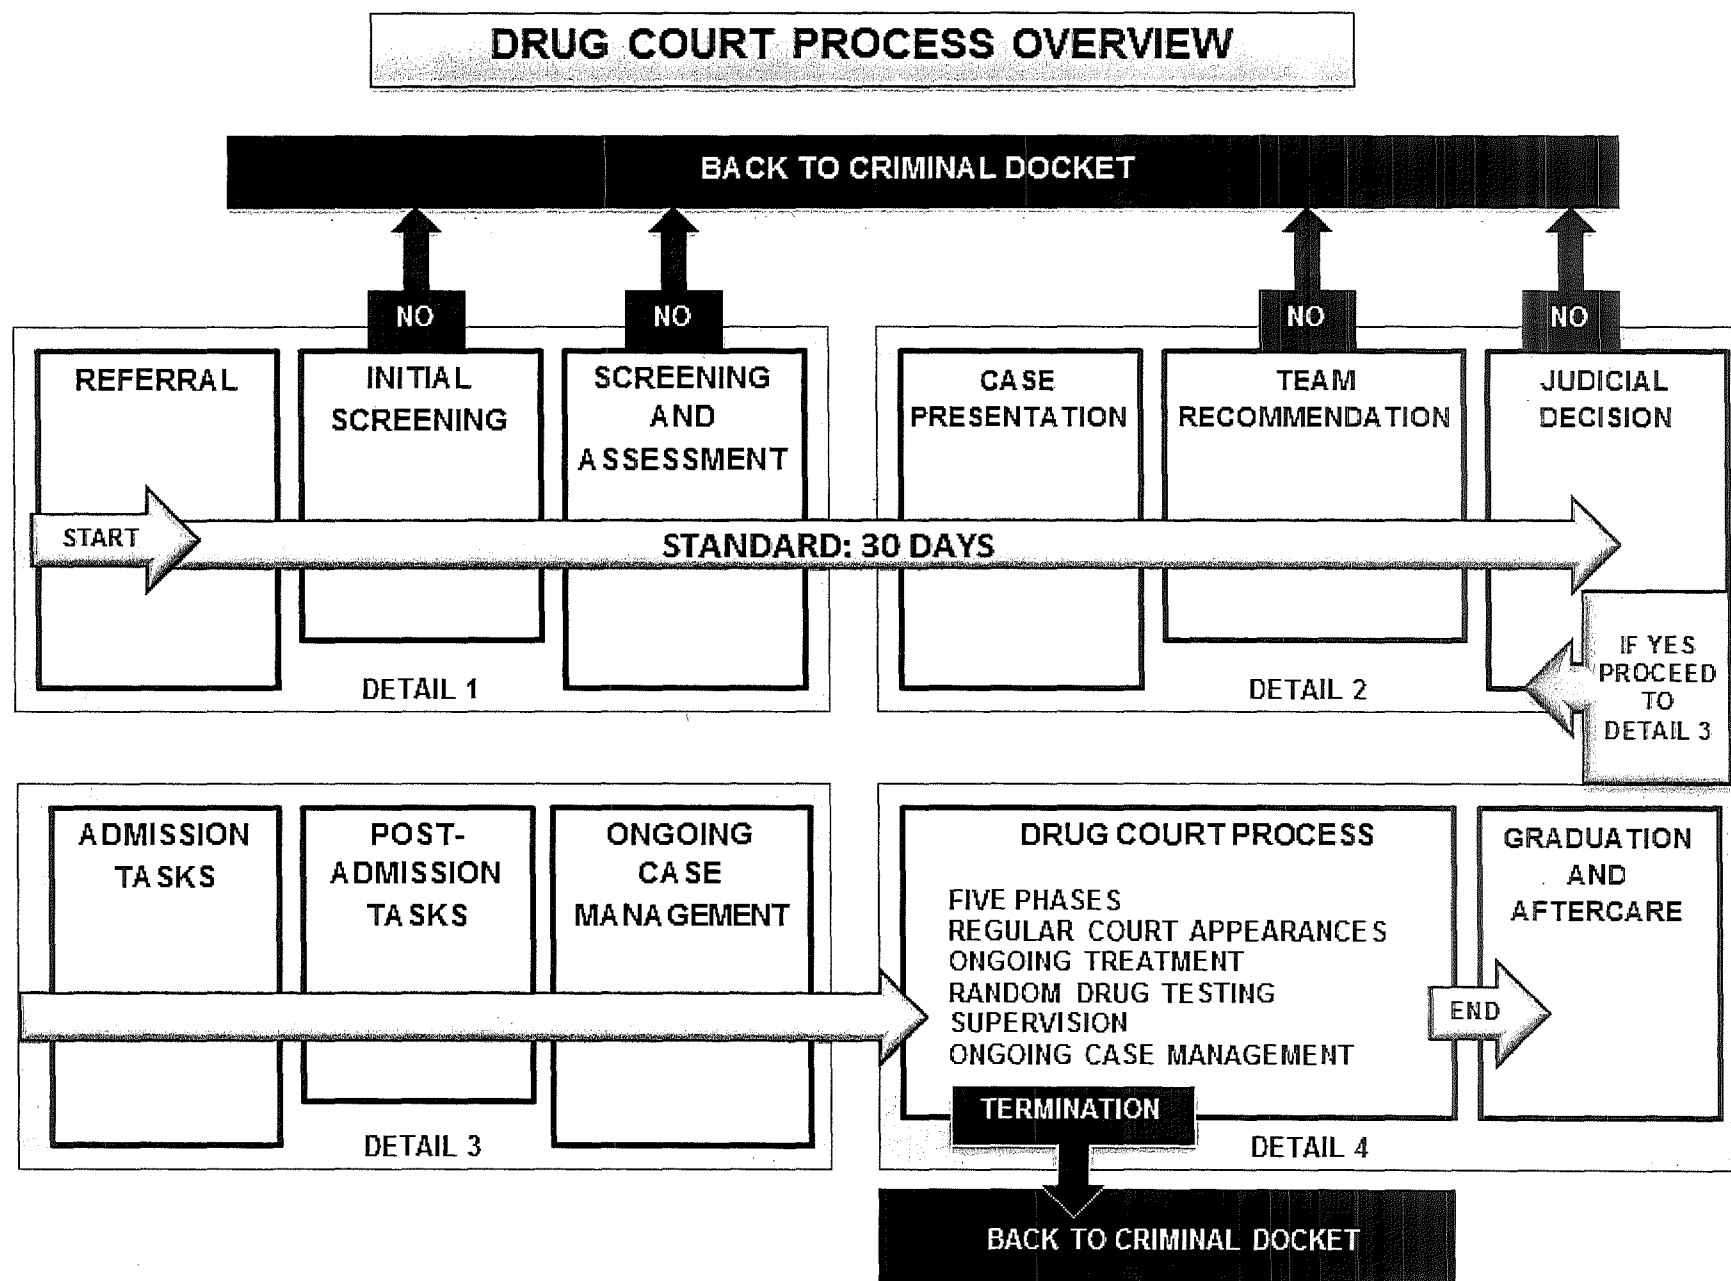 DRUG COURT PROCESS OVERVIEW
BACK TO CRIMINAL DOCKET
NO
NO
NO
NO
REFERRAL
INITIAL
SCREENING
SCREENING
AND
ASSESSMENT
CASE
PRESENTATION
TEAM
RECOMMENDATION
JUDICIAL
DECISION
START
STANDARD: 30 DAYS
IF YES
PROCEED
TO
DETAIL 3
DETAIL 1
DETAIL 2
ADMISSION
TASKS
POST-
ADMISSION
TASKS
ONGOING
CASE
MANAGEMENT
DRUG COURT PROCESS
FIVE PHASES
REGULAR COURT APPEARANCES
ONGOING TREATMENT
RANDOM DRUG TESTING
SUPERVISION
ONGOING CASE MANAGEMENT
GRADUATION
AND
AFTERCARE
END
TERMINATION
DETAIL 3
DETAIL 4
BACK TO CRIMINAL DOCKET